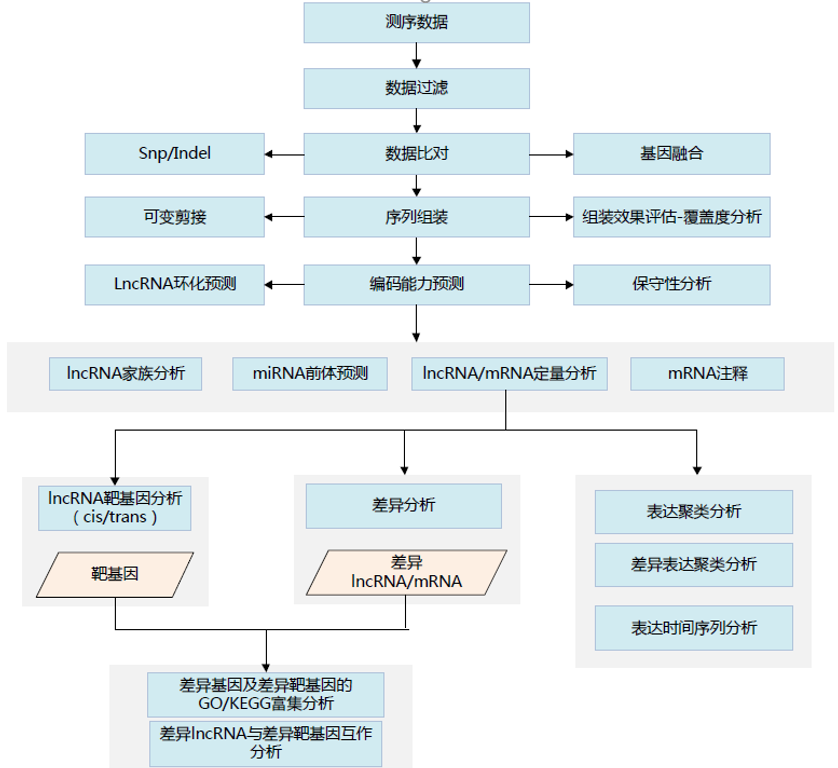 测序数据
数据过滤
Snp/Indel
数据比对
基因融合
可变剪接
序列组装
组装效果评估-覆盖度分析
LncRNA环化预测
编码能力预测
保守性分析
lncRNA家族分析
miRNA前体预测
lncRNA/mRNA定量分析
mRNA注释
lncRNA靶基因分析
（cis/trans）
靶基因
差异分析
差异
lncRNA/mRNA
表达聚类分析
差异表达聚类分析
表达时间序列分析
差异基因及差异靶基因的
GO/KEGG富集分析
差异lncRNA与差异靶基因互作
分析